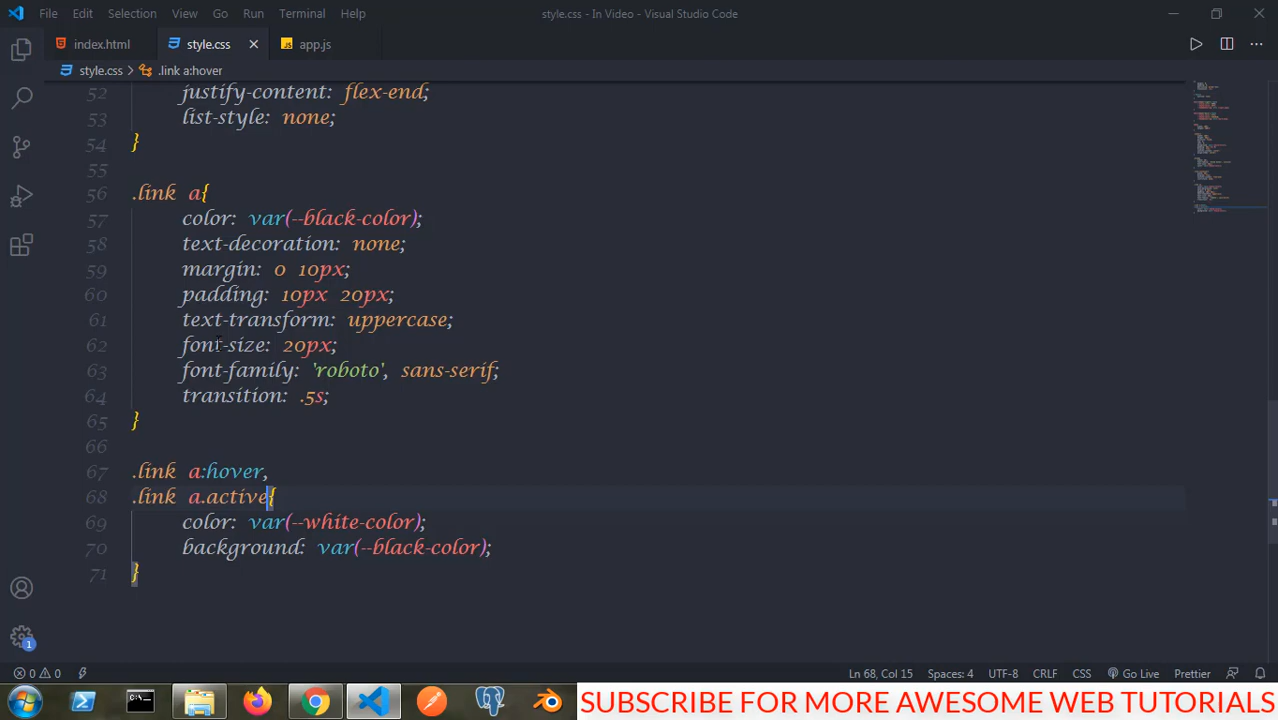 File Edit Selection View Go Run Terminal Help
style.css - In Video - Visual Studio Code
index.html style.css app.js
style.css > .link a:hover
52 justify-content: flex-end;
53 list-style: none;
54 }
55
56 .link a{
57 color: var(--black-color);
58 text-decoration: none;
59 margin: 0 10px;
60 padding: 10px 20px;
61 text-transform: uppercase;
62 font-size: 20px;
63 font-family: 'roboto', sans-serif;
64 transition: .5s;
65 }
66
67 .link a:hover,
68 .link a.active{
69 color: var(--white-color);
70 background: var(--black-color);
71 }
1
0 0 Ln 68, Col 15 Spaces: 4 UTF-8 CRLF CSS Go Live Prettier
SUBSCRIBE FOR MORE AWESOME WEB TUTORIALS